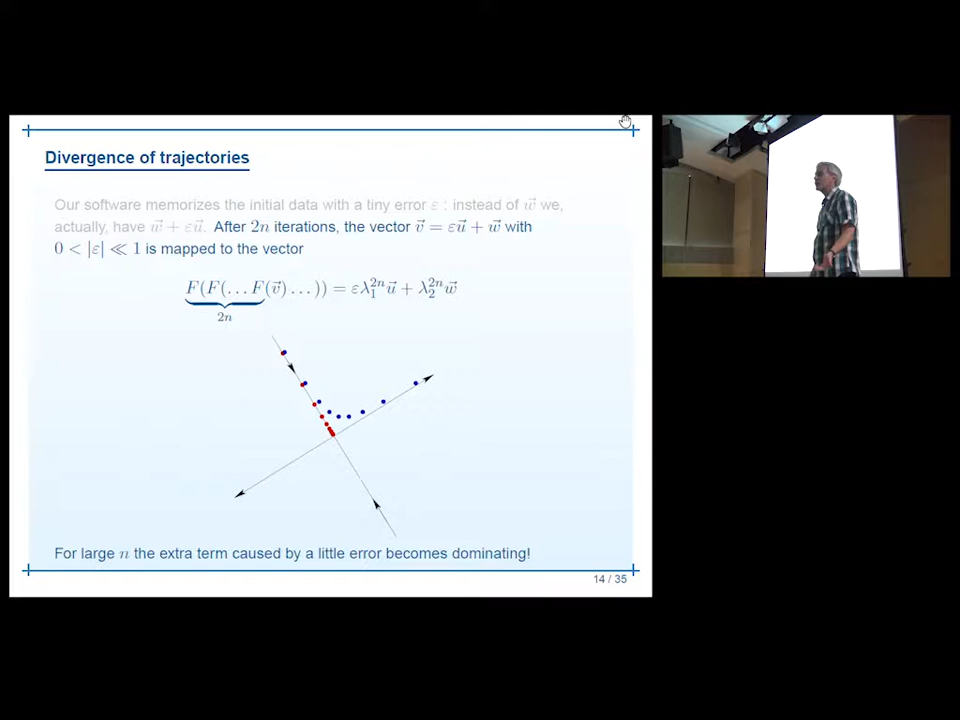 Divergence of trajectories
Our software memorizes the initial data with a tiny error ε : instead of w⃗ we,
actually, have w⃗ + εu⃗. After 2n iterations, the vector v⃗ = εu⃗ + w⃗ with
0 < |ε| ≪ 1 is mapped to the vector
F(F(...F(v⃗)...)) = ελ₁²ⁿu⃗ + λ₂²ⁿw⃗
2n
For large n the extra term caused by a little error becomes dominating!
14 / 35